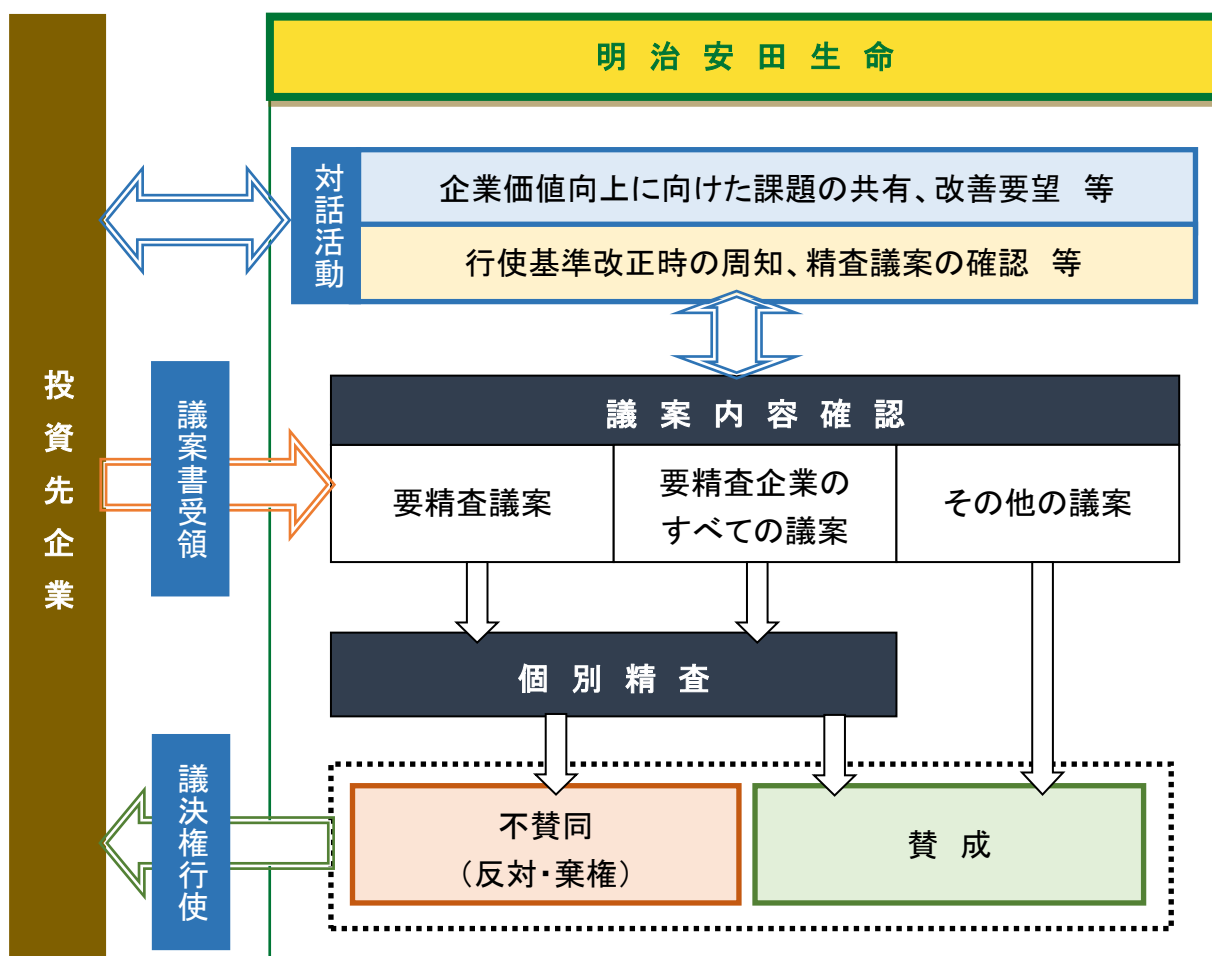 明治安田生命
対話活動
企業価値向上に向けた課題の共有、改善要望 等
行使基準改正時の周知、精査議案の確認 等
投資先企業
議案書受領
議案内容確認
要精査議案
要精査企業の
すべての議案
その他の議案
個別精査
議決権行使
不賛同
（反対・棄権）
賛成